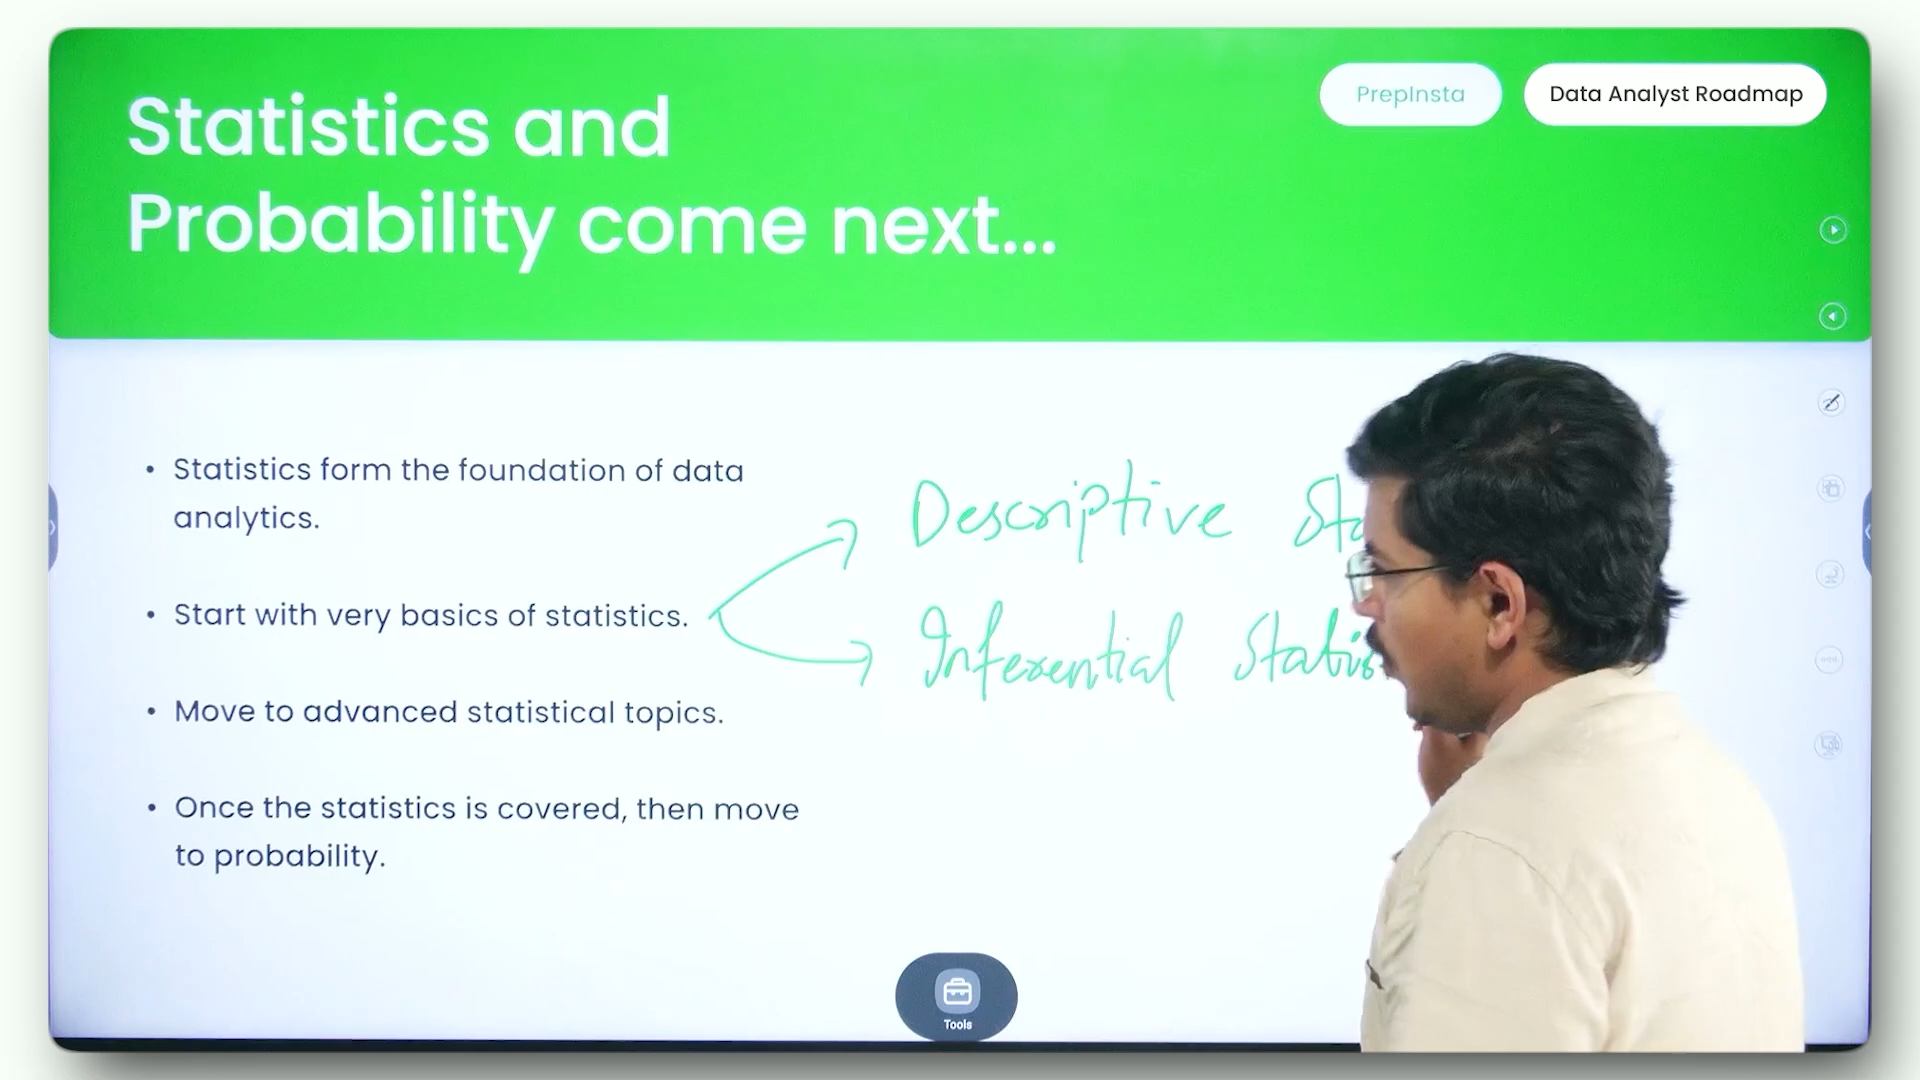 Statistics and
Probability come next...
PrepInsta
Data Analyst Roadmap
• Statistics form the foundation of data
analytics.
• Start with very basics of statistics.
• Move to advanced statistical topics.
• Once the statistics is covered, then move
to probability.
Descriptive Sta
Inferential Statis
Tools